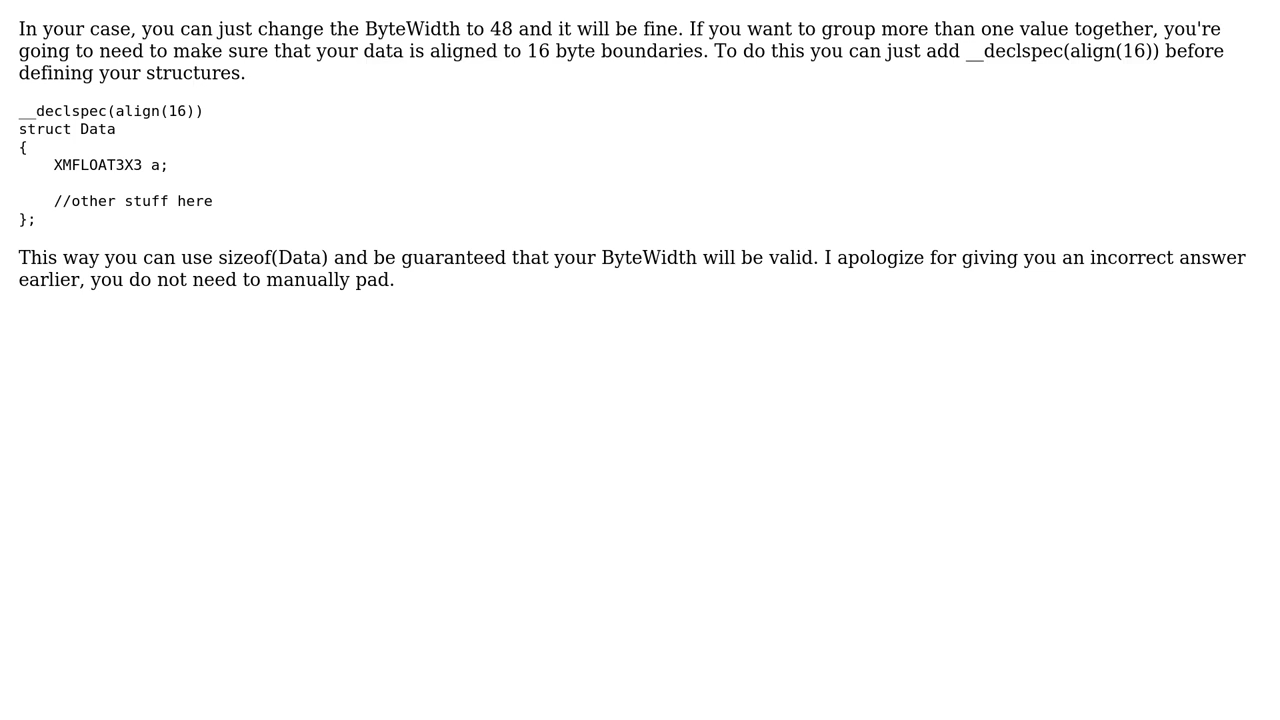 In your case, you can just change the ByteWidth to 48 and it will be fine. If you want to group more than one value together, you're
going to need to make sure that your data is aligned to 16 byte boundaries. To do this you can just add __declspec(align(16)) before
defining your structures.
__declspec(align(16))
struct Data
{
    XMFLOAT3X3 a;
    //other stuff here
};
This way you can use sizeof(Data) and be guaranteed that your ByteWidth will be valid. I apologize for giving you an incorrect answer
earlier, you do not need to manually pad.